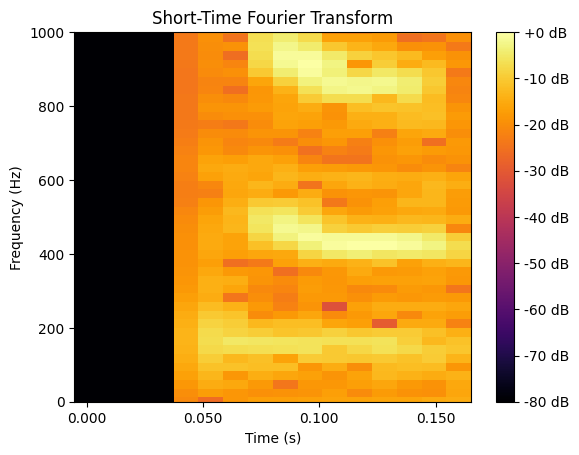 Short-Time Fourier Transform
1000
800
600
400
200
0
Frequency (Hz)
0.000
0.050
0.100
0.150
Time (s)
+0 dB
-10 dB
-20 dB
-30 dB
-40 dB
-50 dB
-60 dB
-70 dB
-80 dB